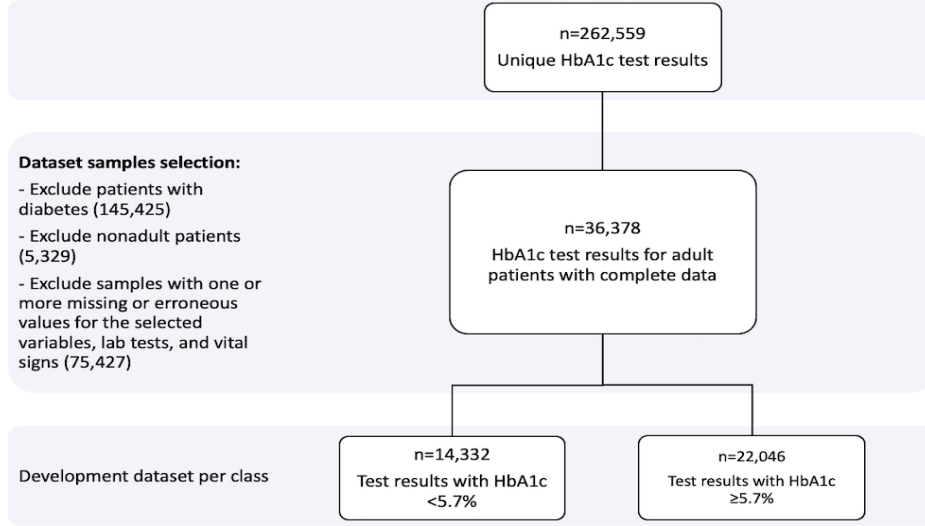 n=262,559
Unique HbA1c test results
Dataset samples selection:
- Exclude patients with
diabetes (145,425)
- Exclude nonadult patients
(5,329)
- Exclude samples with one or
more missing or erroneous
values for the selected
variables, lab tests, and vital
signs (75,427)
n=36,378
HbA1c test results for adult
patients with complete data
Development dataset per class
n=14,332
Test results with HbA1c
<5.7%
n=22,046
Test results with HbA1c
≥5.7%